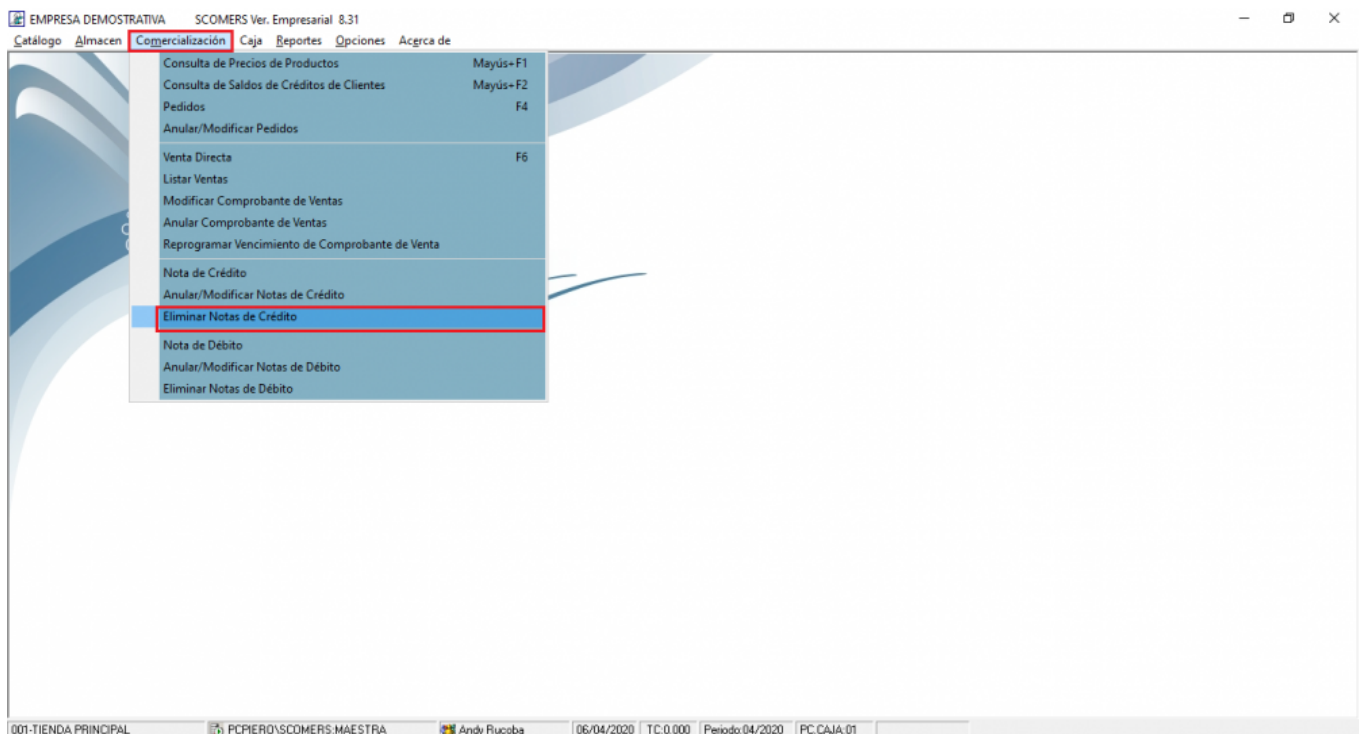 EMPRESA DEMOSTRATIVA SCOMERS Ver. Empresarial 8.31
Catálogo Almacen Comercialización Caja Reportes Opciones Acerca de
Consulta de Precios de Productos Mayús+F1
Consulta de Saldos de Créditos de Clientes Mayús+F2
Pedidos F4
Anular/Modificar Pedidos
Venta Directa F6
Listar Ventas
Modificar Comprobante de Ventas
Anular Comprobante de Ventas
Reprogramar Vencimiento de Comprobante de Venta
Nota de Crédito
Anular/Modificar Notas de Crédito
Eliminar Notas de Crédito
Nota de Débito
Anular/Modificar Notas de Débito
Eliminar Notas de Débito
001-TIENDA PRINCIPAL PCPIERO\SCOMERS:MAESTRA Andy Rucoba 06/04/2020 TC:0.000 Periodo:04/2020 PC.CAJA:01